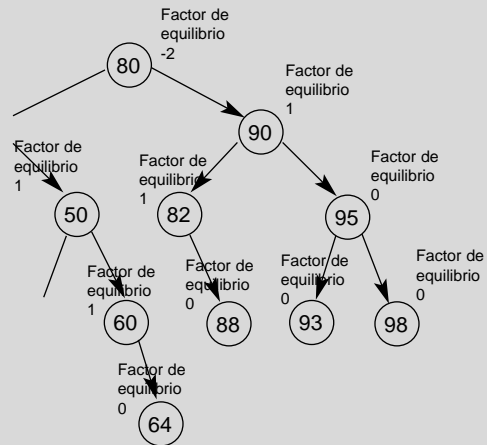 Factor de
equilibrio
-2
80
Factor de
equilibrio
1
90
Factor de
equilibrio
1
50
Factor de
equilibrio
1
82
Factor de
equilibrio
0
95
Factor de
equilibrio
1
60
Factor de
equilibrio
0
88
Factor de
equilibrio
0
93
Factor de
equilibrio
0
98
Factor de
equilibrio
0
64